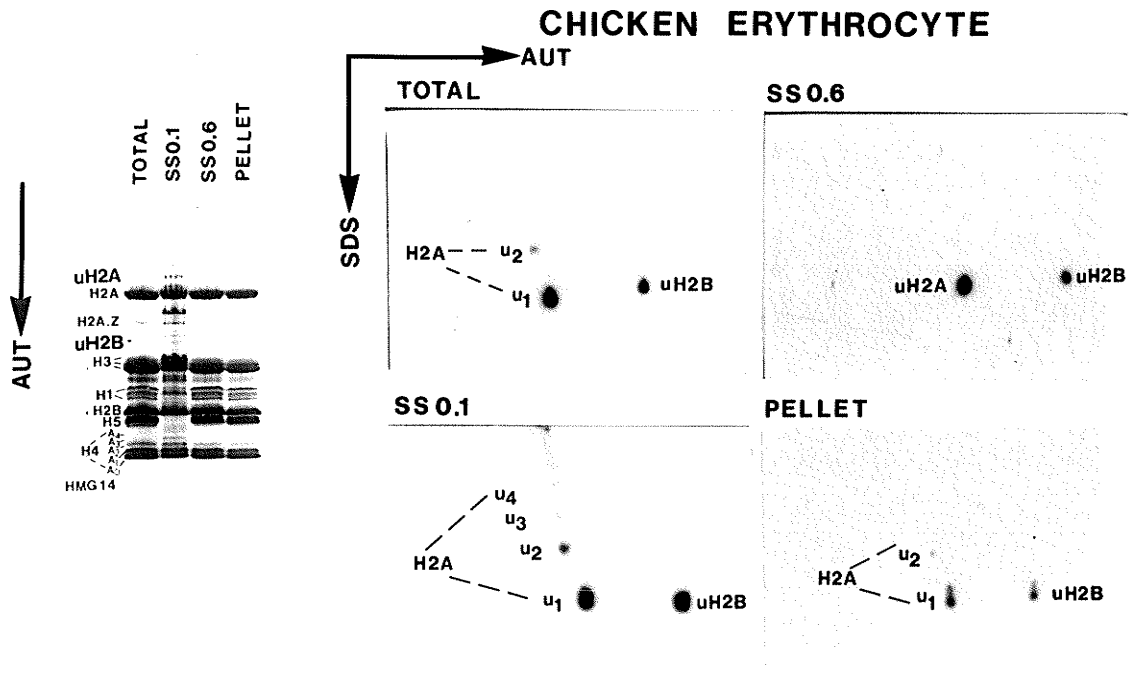 CHICKEN ERYTHROCYTE
AUT
SDS
AUT
TOTAL
SS0.1
SS0.6
PELLET
uH2A
H2A
H2A.Z
uH2B
H3
H1
H2B
H5
H4
HMG14
TOTAL
H2A
u2
u1
uH2B
SS0.6
uH2A
uH2B
SS0.1
u4
u3
u2
H2A
u1
uH2B
PELLET
u2
H2A
u1
uH2B